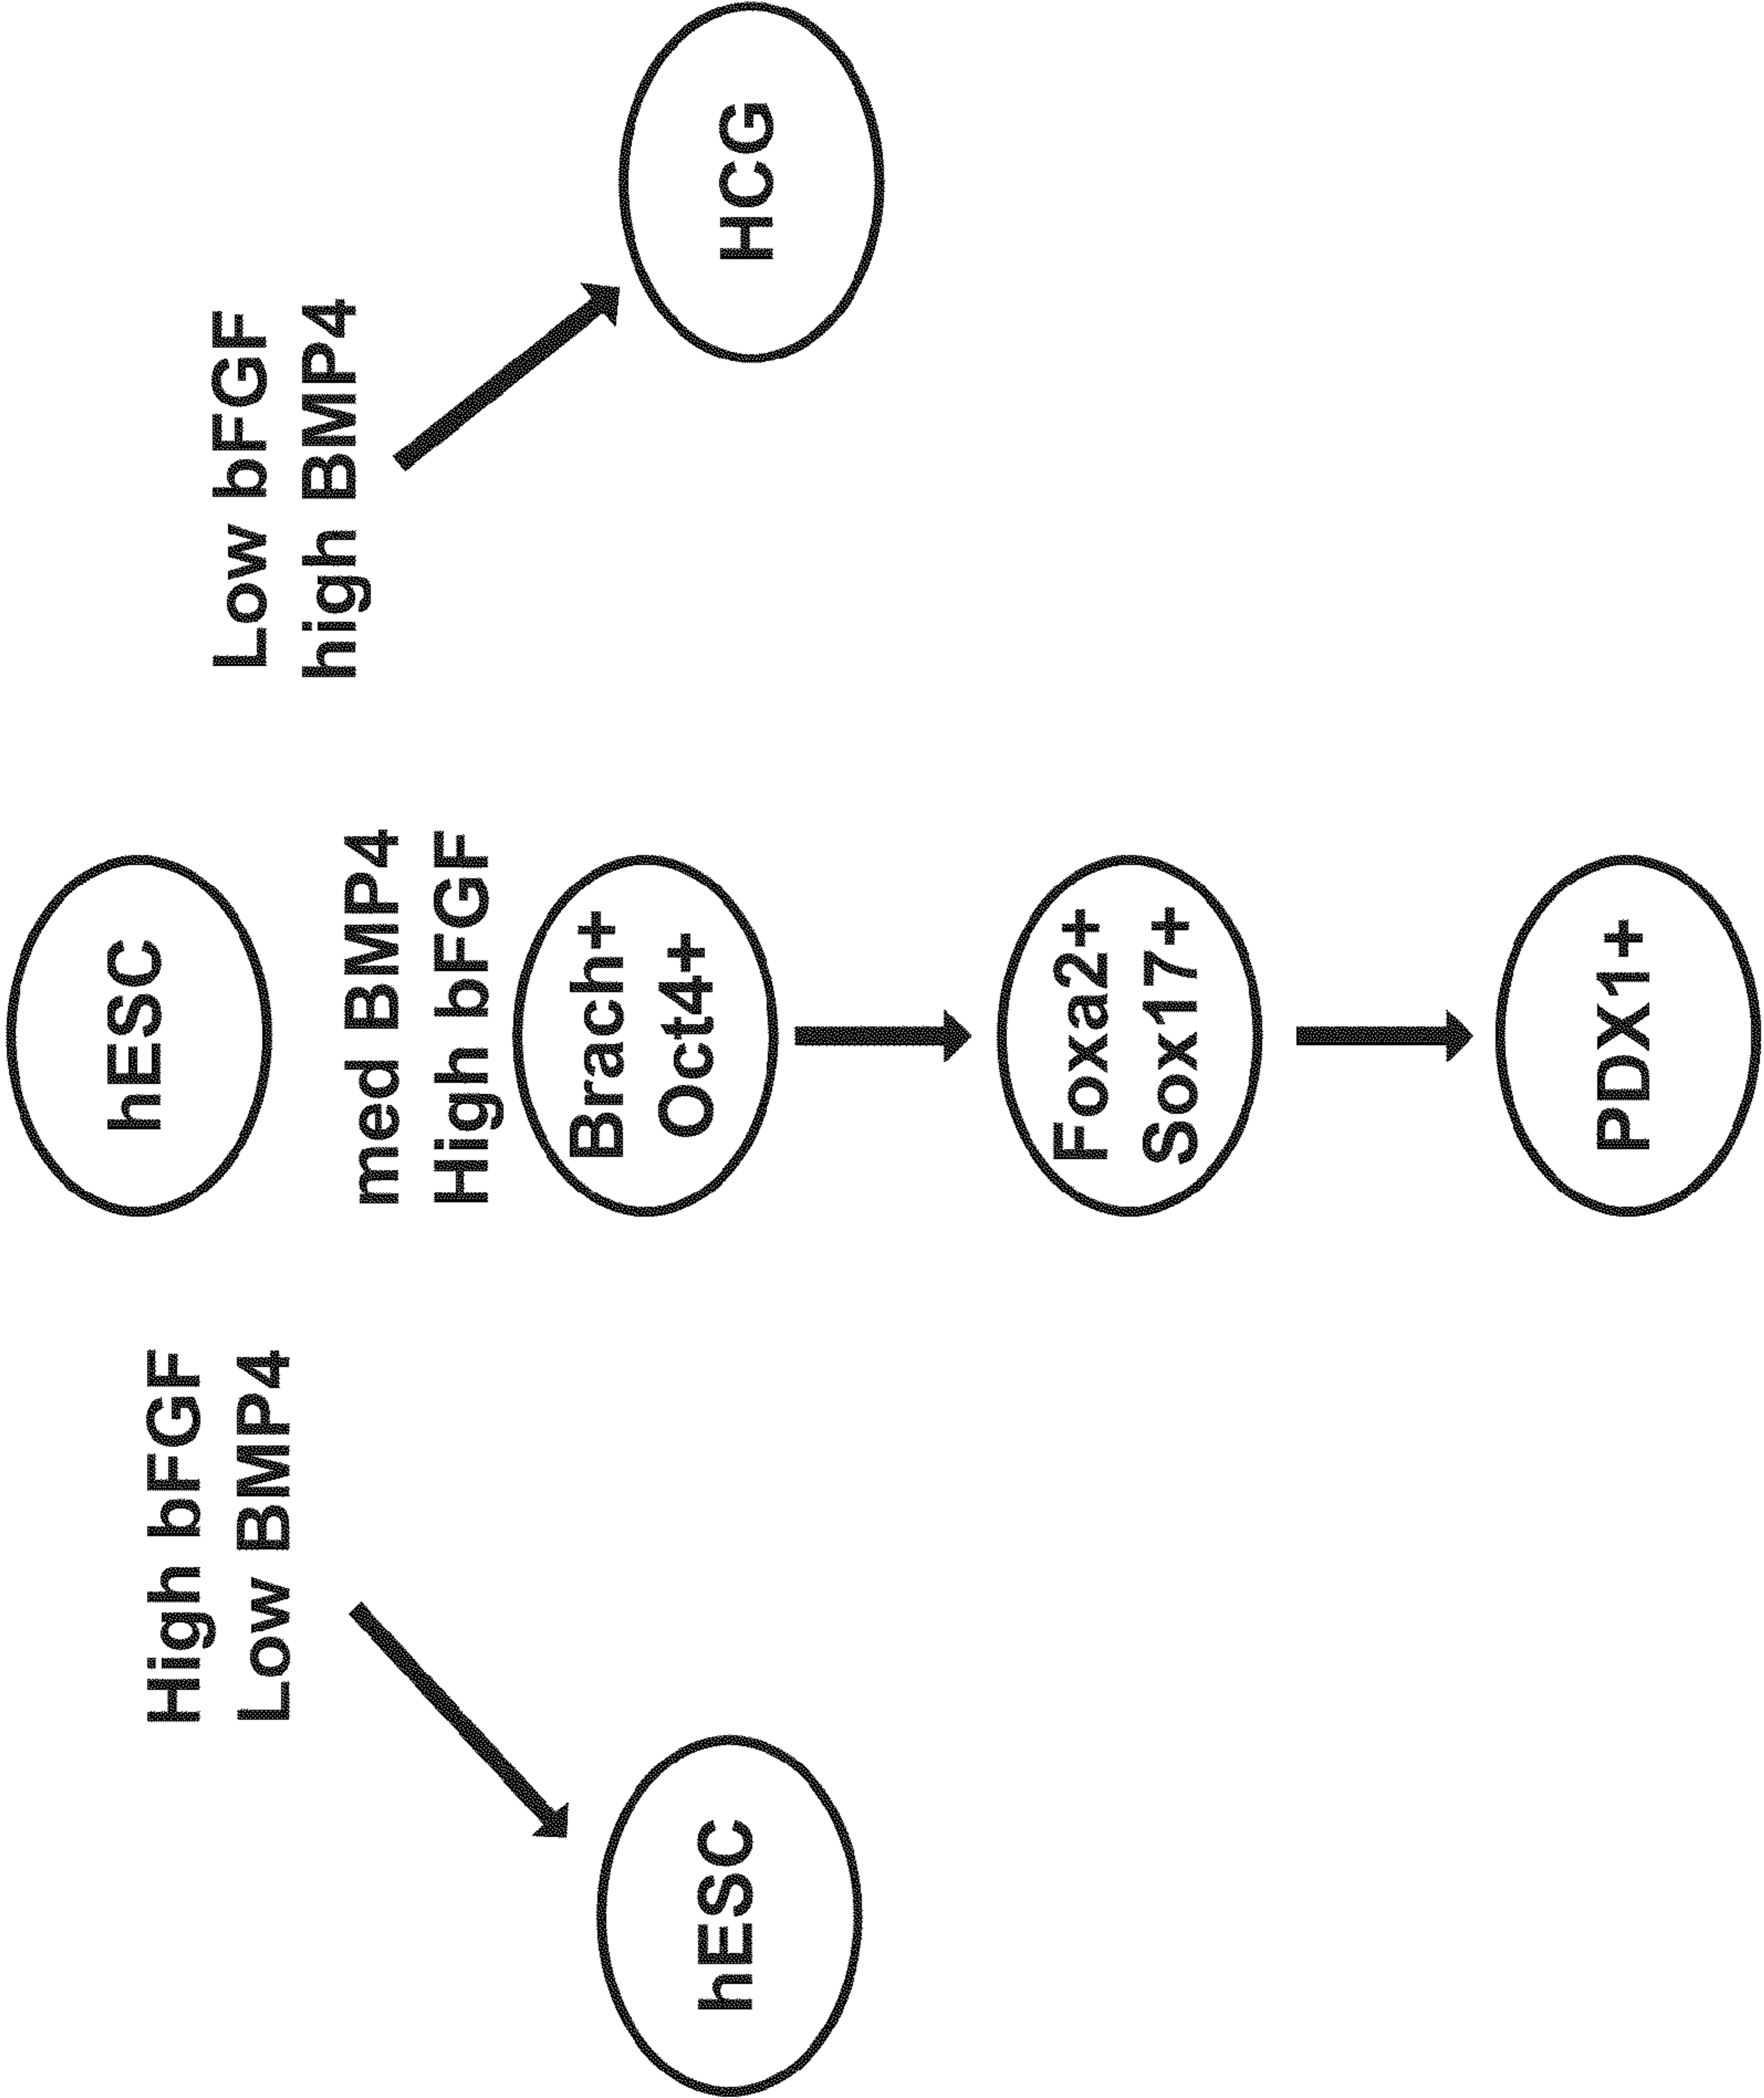 hESC
High bFGF
Low BMP4
med BMP4
High bFGF
Low bFGF
high BMP4
hESC
Brach+
Oct4+
HCG
Foxa2+
Sox17+
PDX1+